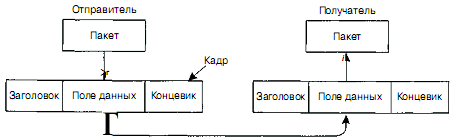 Отправитель
Получатель
Пакет
Пакет
Кадр
Заголовок Поле данных Концевик
Заголовок Поле данных Концевик